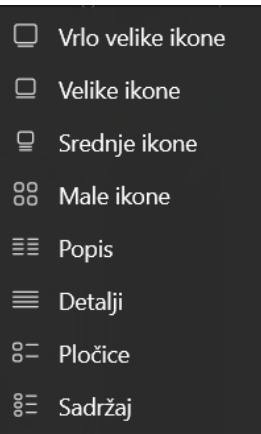 Vrlo velike ikone
Velike ikone
Srednje ikone
Male ikone
Popis
Detalji
Pločice
Sadržaj